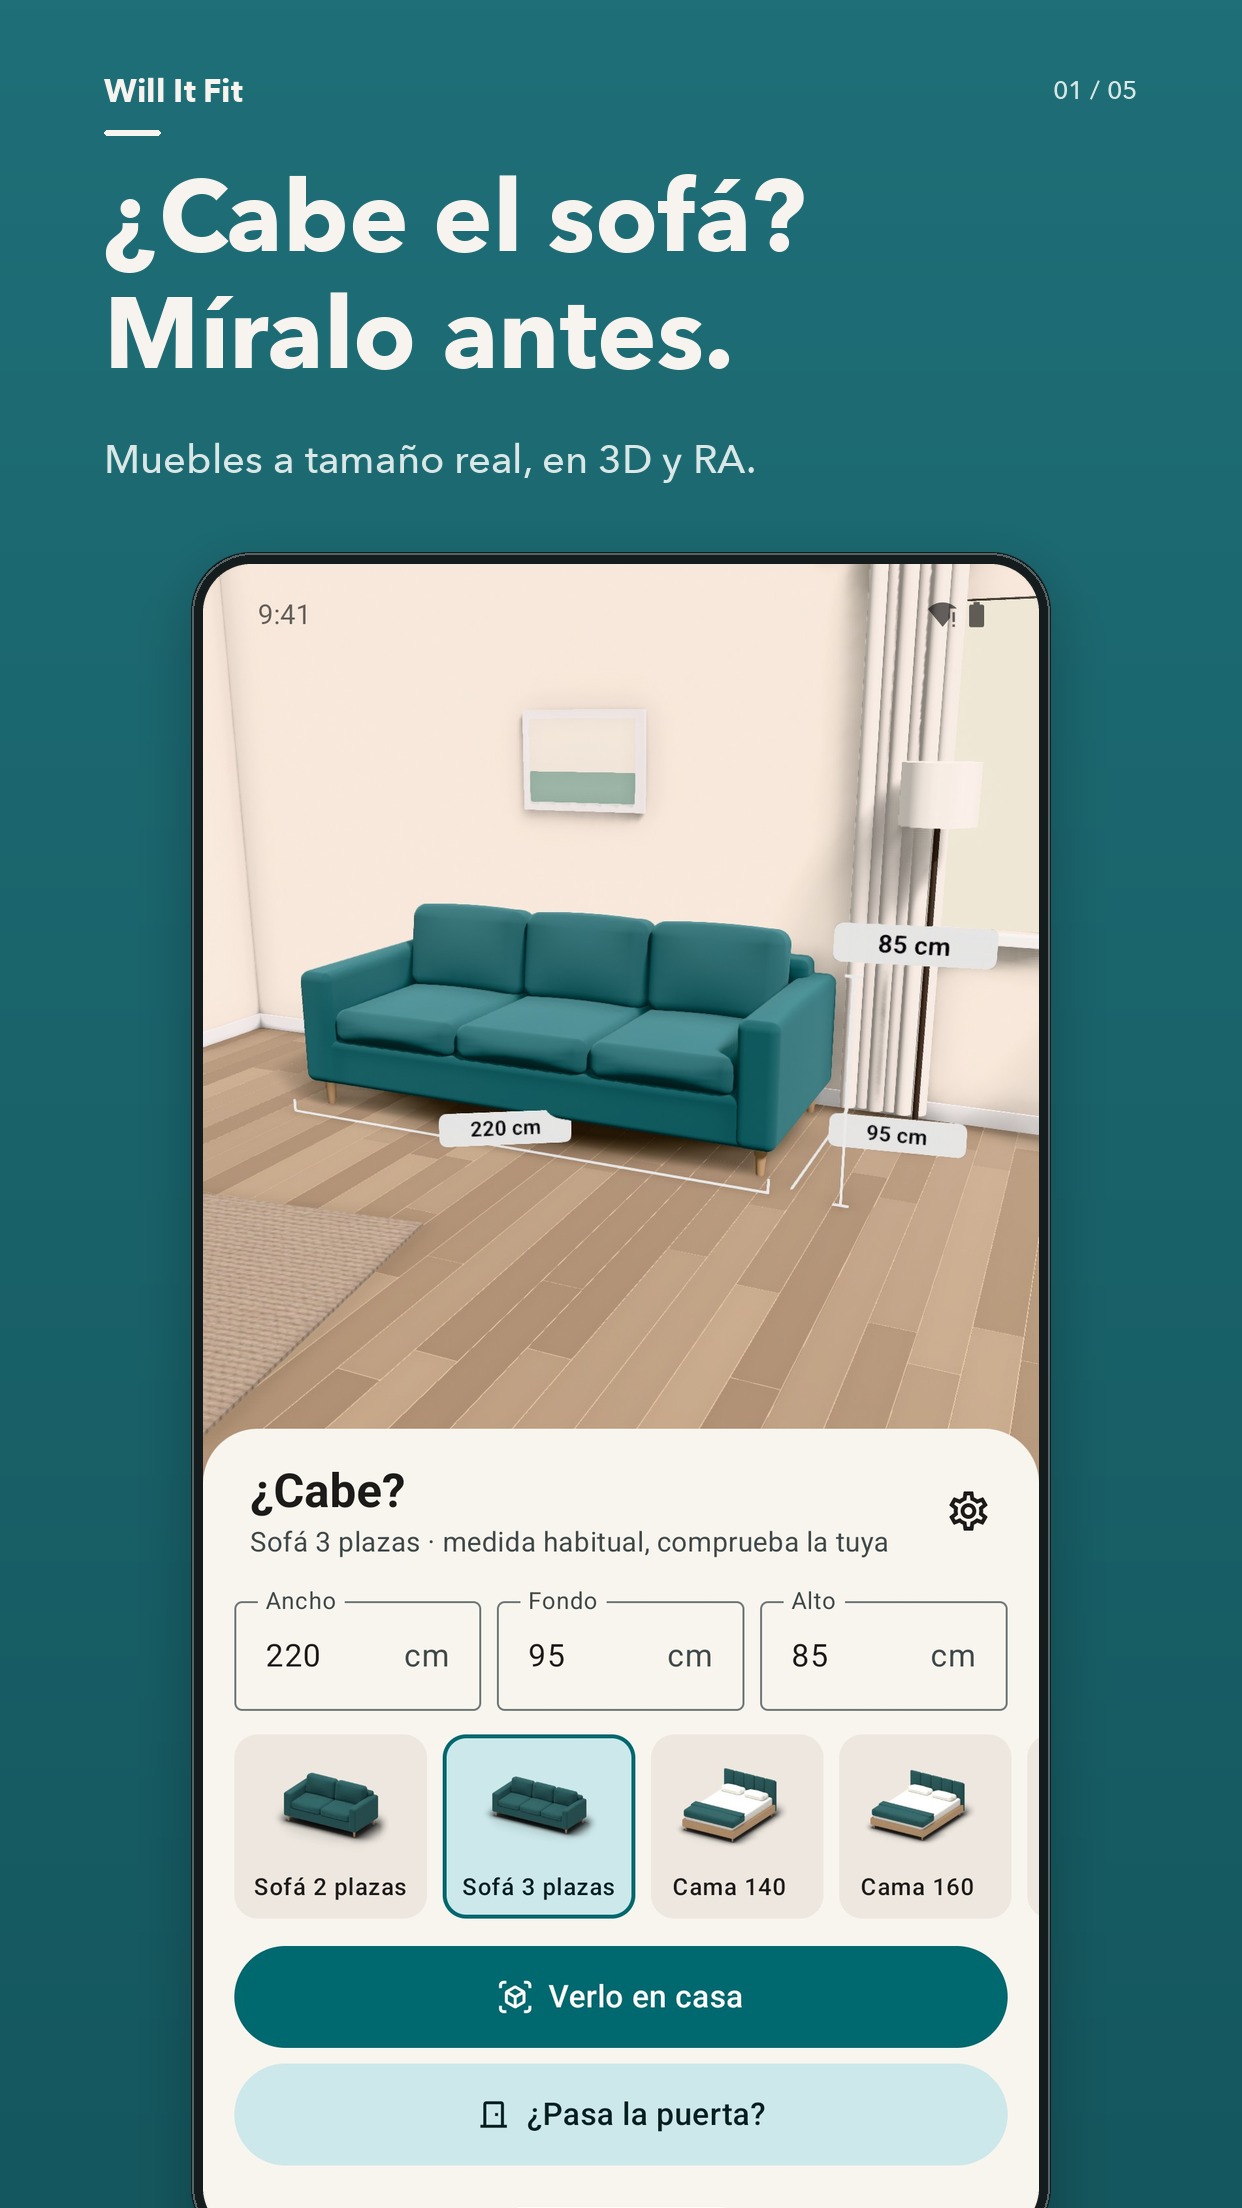 Will It Fit
01 / 05
¿Cabe el sofá?
Míralo antes.
Muebles a tamaño real, en 3D y RA.
9:41
85 cm
220 cm
95 cm
¿Cabe?
Sofá 3 plazas · medida habitual, comprueba la tuya
Ancho
Fondo
Alto
220 cm
95 cm
85 cm
Sofá 2 plazas
Sofá 3 plazas
Cama 140
Cama 160
Verlo en casa
¿Pasa la puerta?